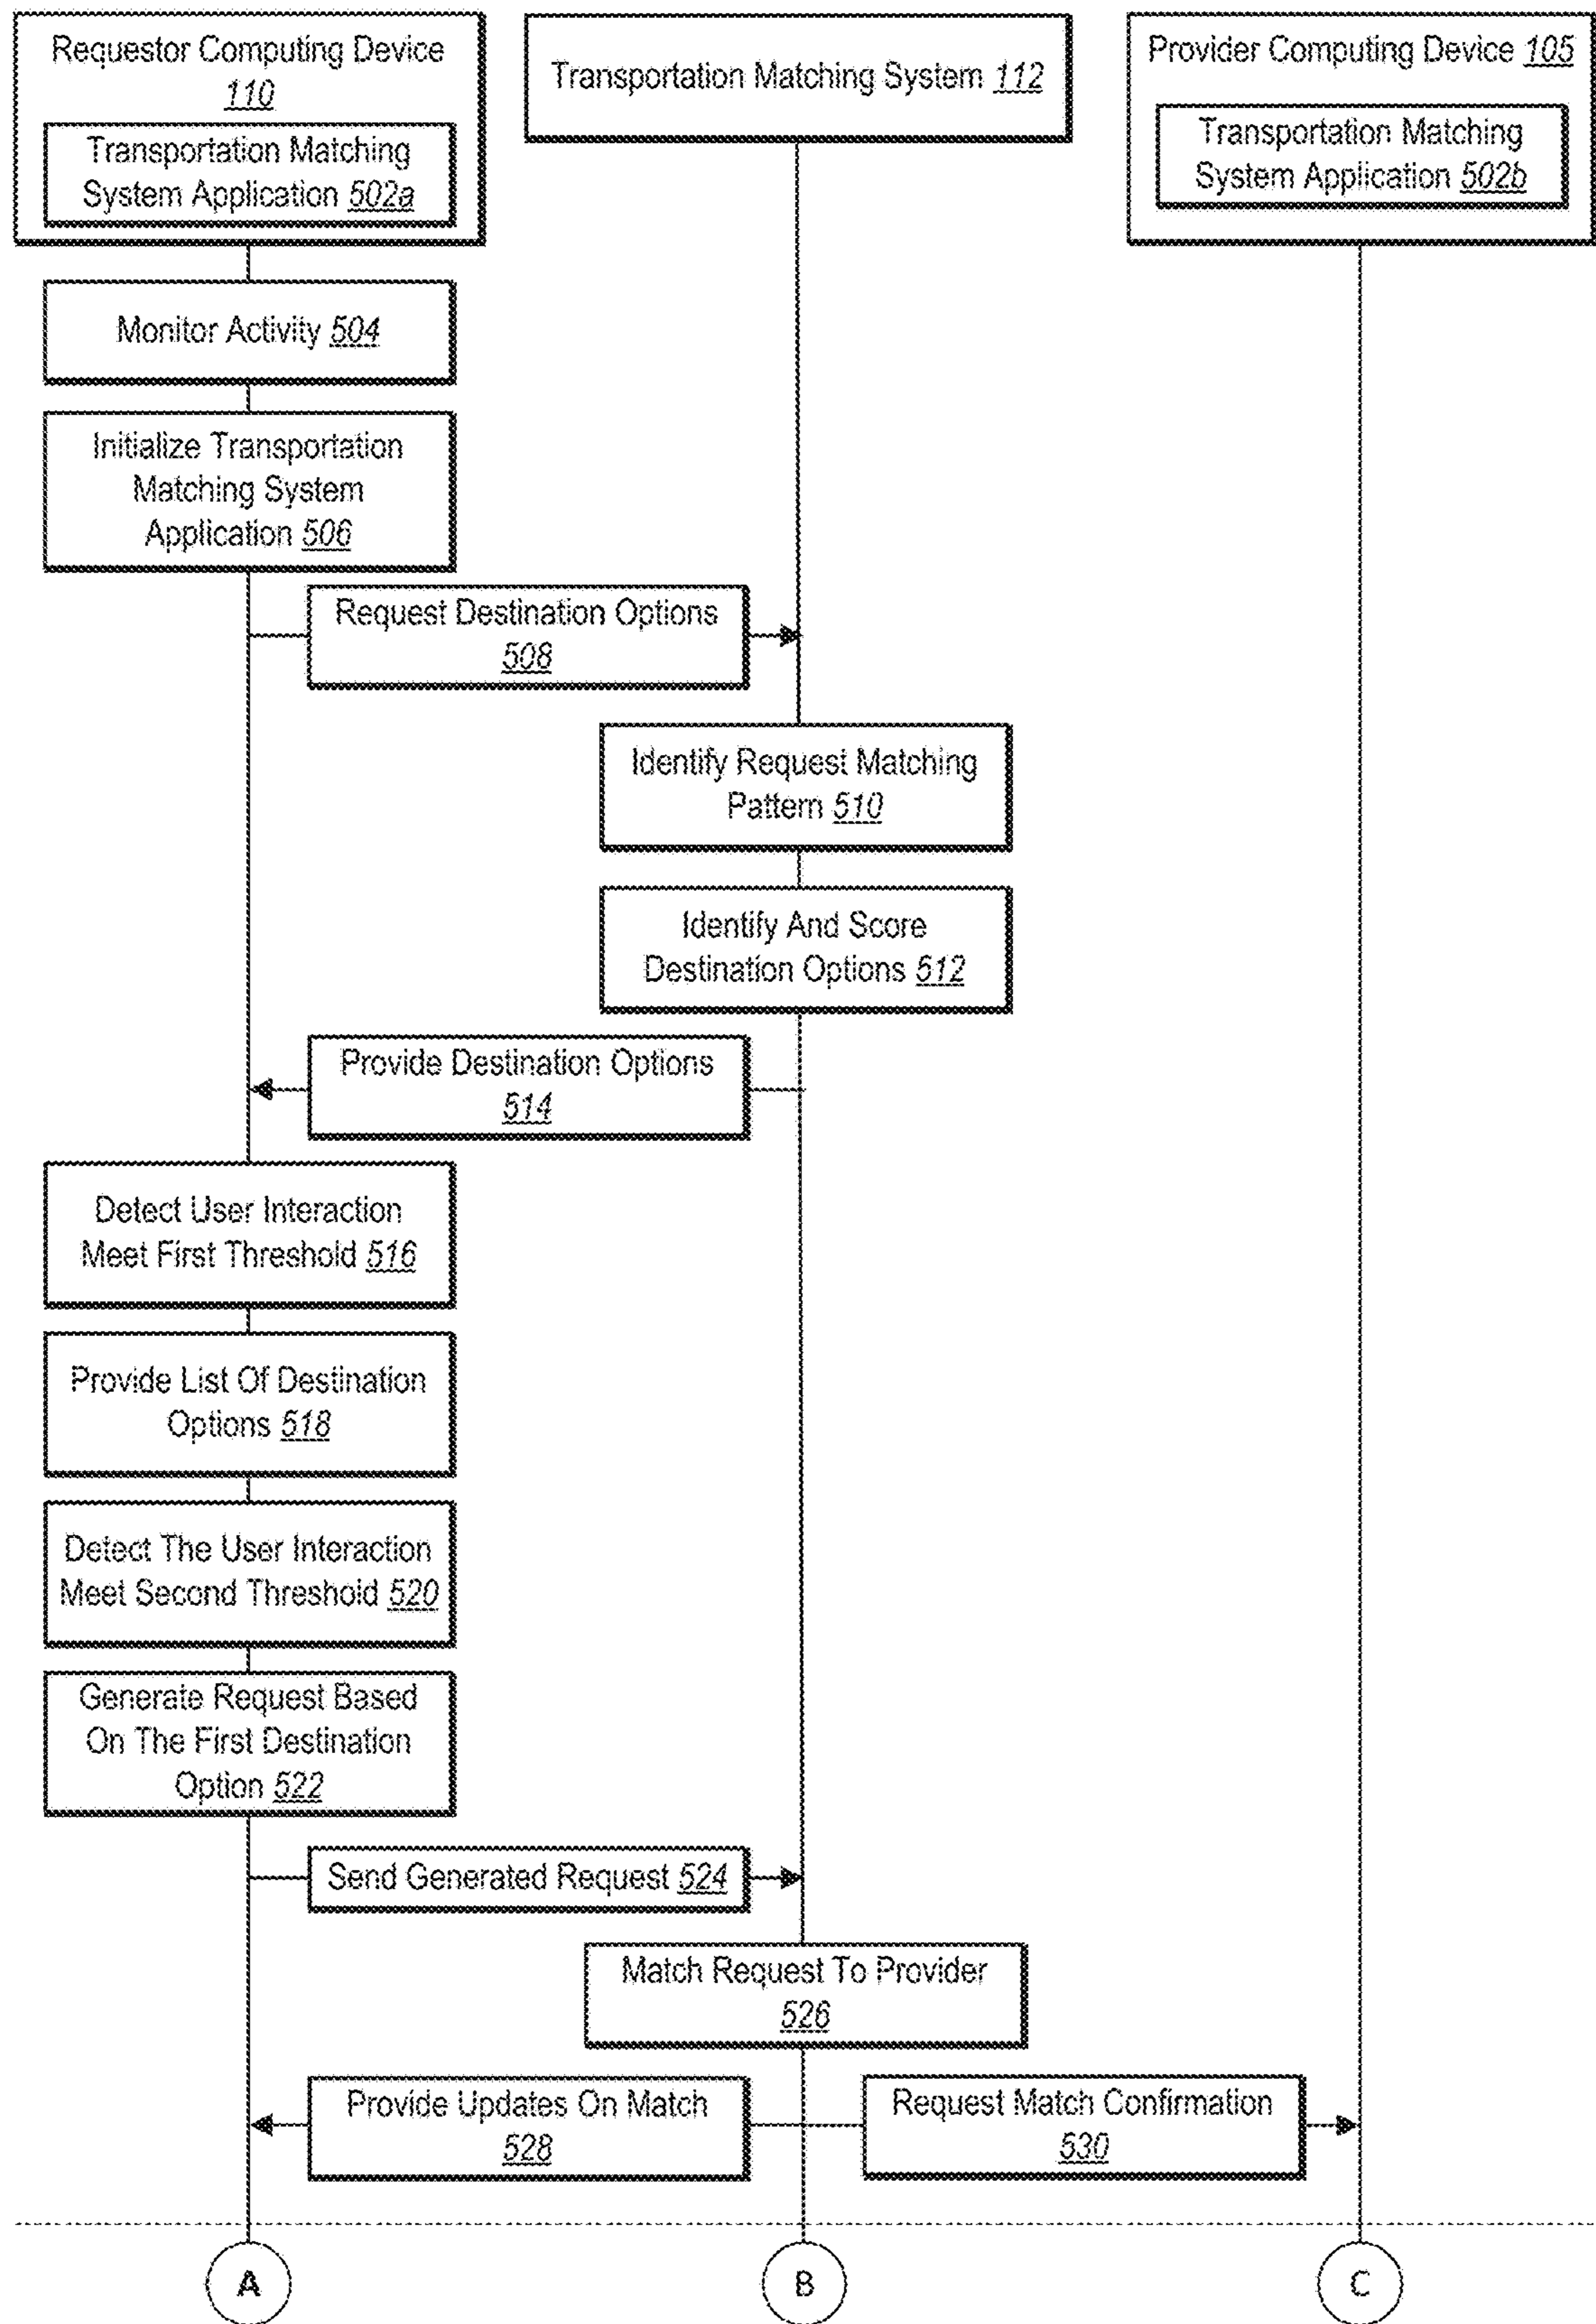 Requestor Computing Device
110
Transportation Matching
System Application 502a
Transportation Matching System 112
Provider Computing Device 105
Transportation Matching
System Application 502b
Monitor Activity 504
Initialize Transportation
Matching System
Application 506
Request Destination Options
508
Identify Request Matching
Pattern 510
Identify And Score
Destination Options 512
Provide Destination Options
514
Detect User Interaction
Meet First Threshold 516
Provide List Of Destination
Options 518
Detect The User Interaction
Meet Second Threshold 520
Generate Request Based
On The First Destination
Option 522
Send Generated Request 524
Match Request To Provider
526
Provide Updates On Match
528
Request Match Confirmation
530
A
B
C